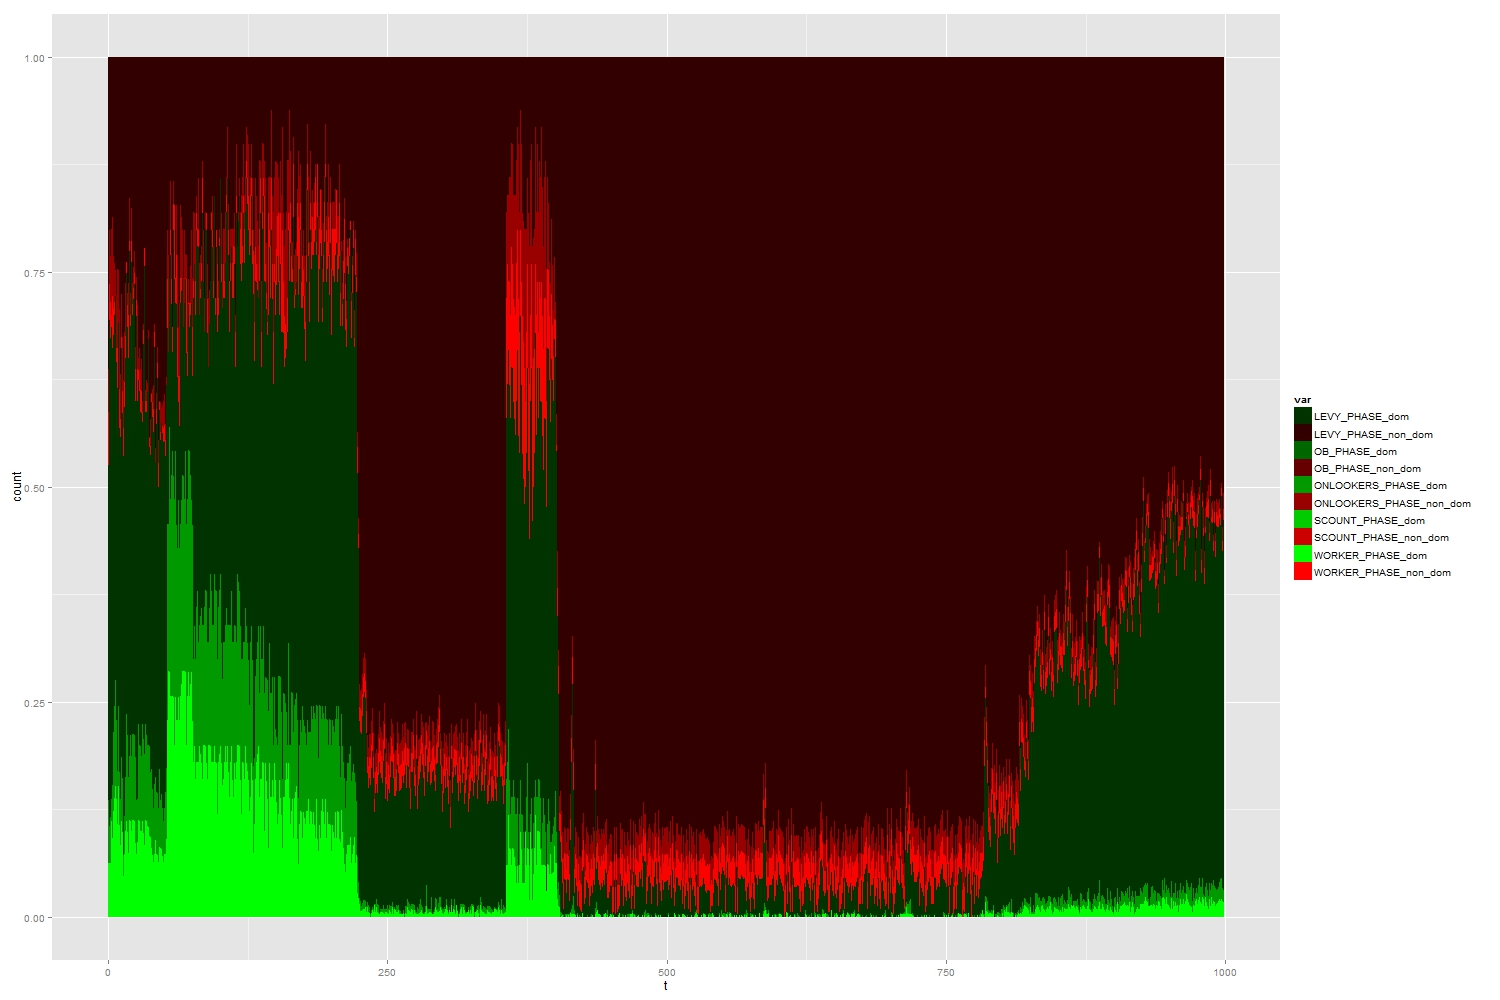 1.00
0.75
0.50
0.25
0.00
count
0
250
500
750
1000
t
var
LEVY_PHASE_dom
LEVY_PHASE_non_dom
OB_PHASE_dom
OB_PHASE_non_dom
ONLOOKERS_PHASE_dom
ONLOOKERS_PHASE_non_dom
SCOUNT_PHASE_dom
SCOUNT_PHASE_non_dom
WORKER_PHASE_dom
WORKER_PHASE_non_dom